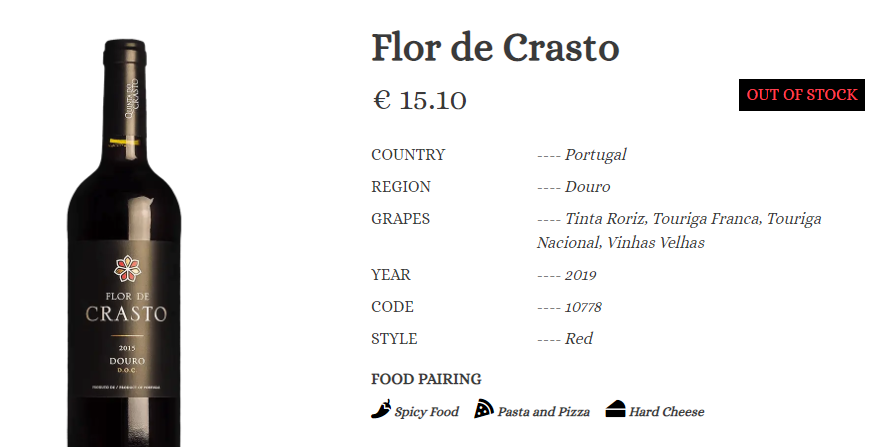 Flor de Crasto
€ 15.10
OUT OF STOCK
COUNTRY ---- Portugal
REGION ---- Douro
GRAPES ---- Tinta Roriz, Touriga Franca, Touriga
Nacional, Vinhas Velhas
YEAR ---- 2019
CODE ---- 10778
STYLE ---- Red
FOOD PAIRING
Spicy Food Pasta and Pizza Hard Cheese
QUINTA DO
CRASTO
FLOR DE
CRASTO
2015
DOURO
D.O.C